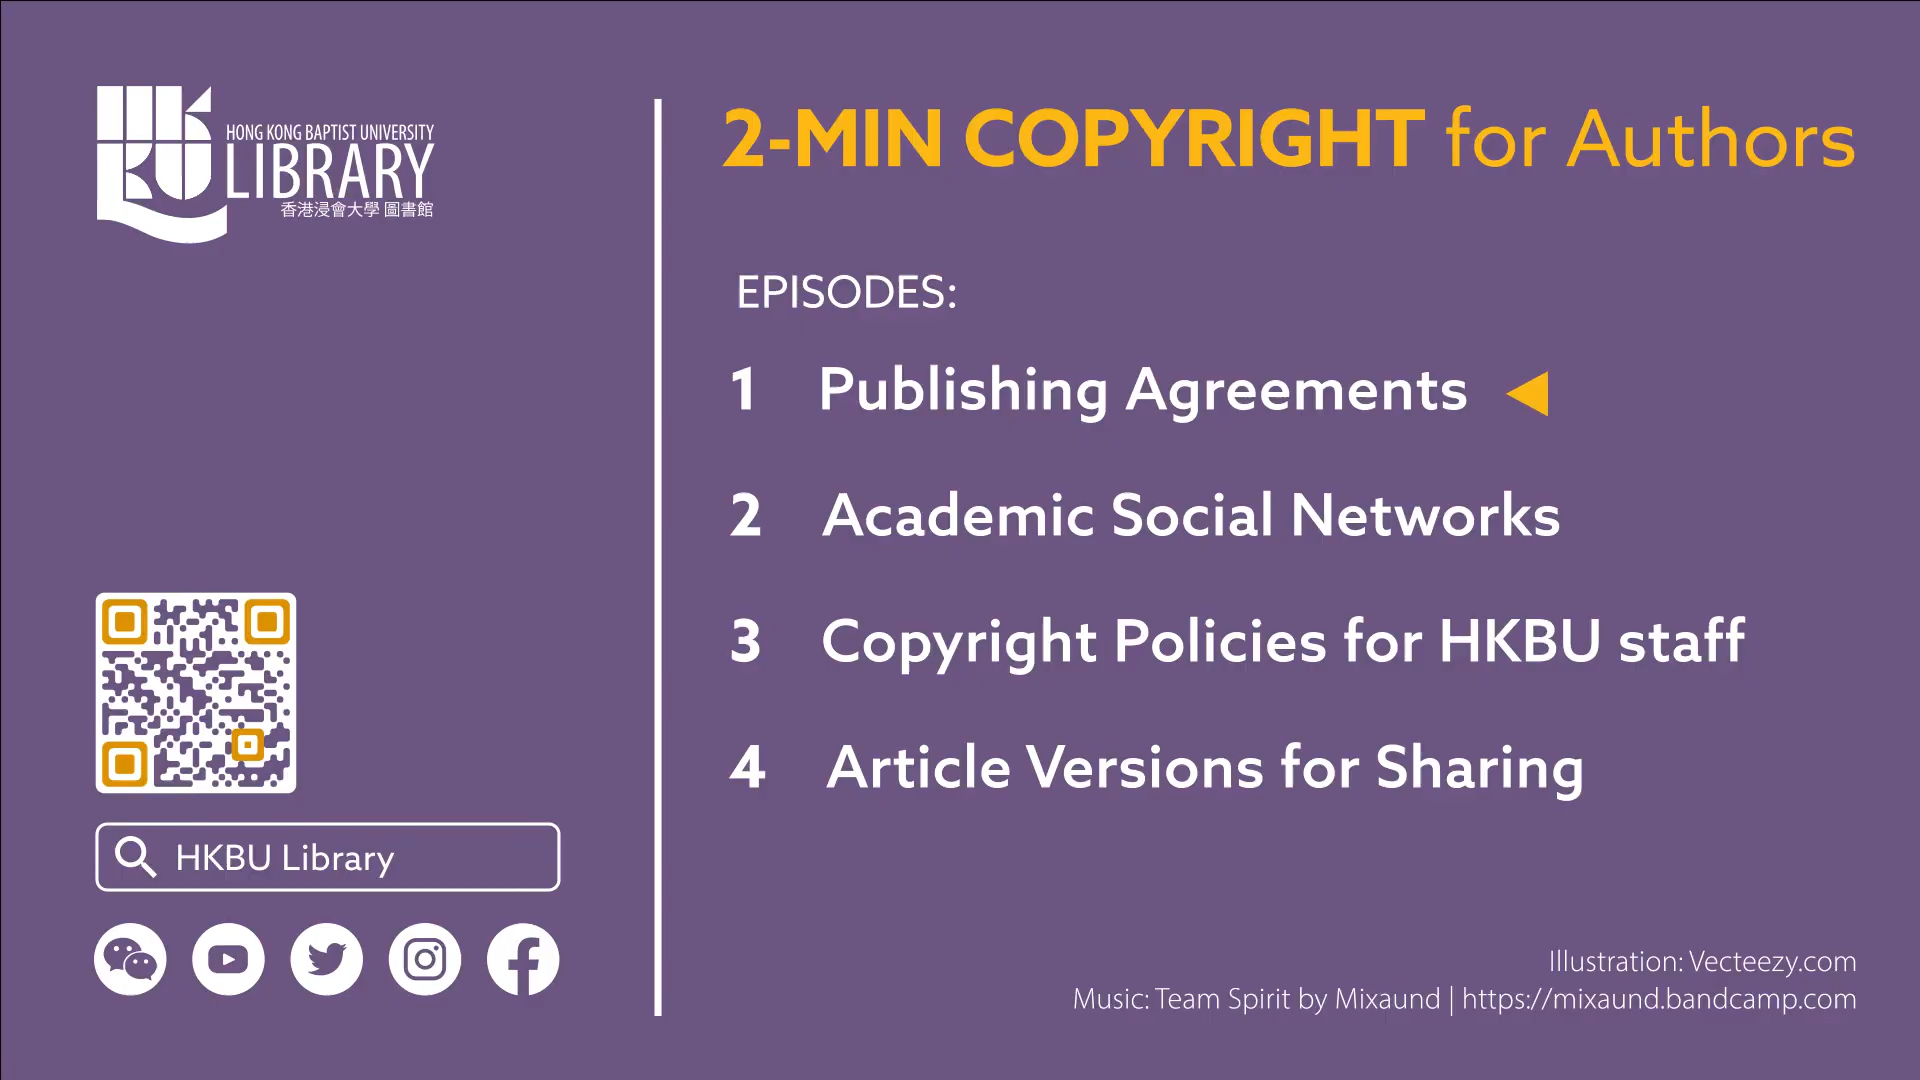 HONG KONG BAPTIST UNIVERSITY
LIBRARY
香港浸會大學 圖書館
HKBU Library
2-MIN COPYRIGHT for Authors
EPISODES:
1 Publishing Agreements
2 Academic Social Networks
3 Copyright Policies for HKBU staff
4 Article Versions for Sharing
Illustration: Vecteezy.com
Music: Team Spirit by Mixaund | https://mixaund.bandcamp.com